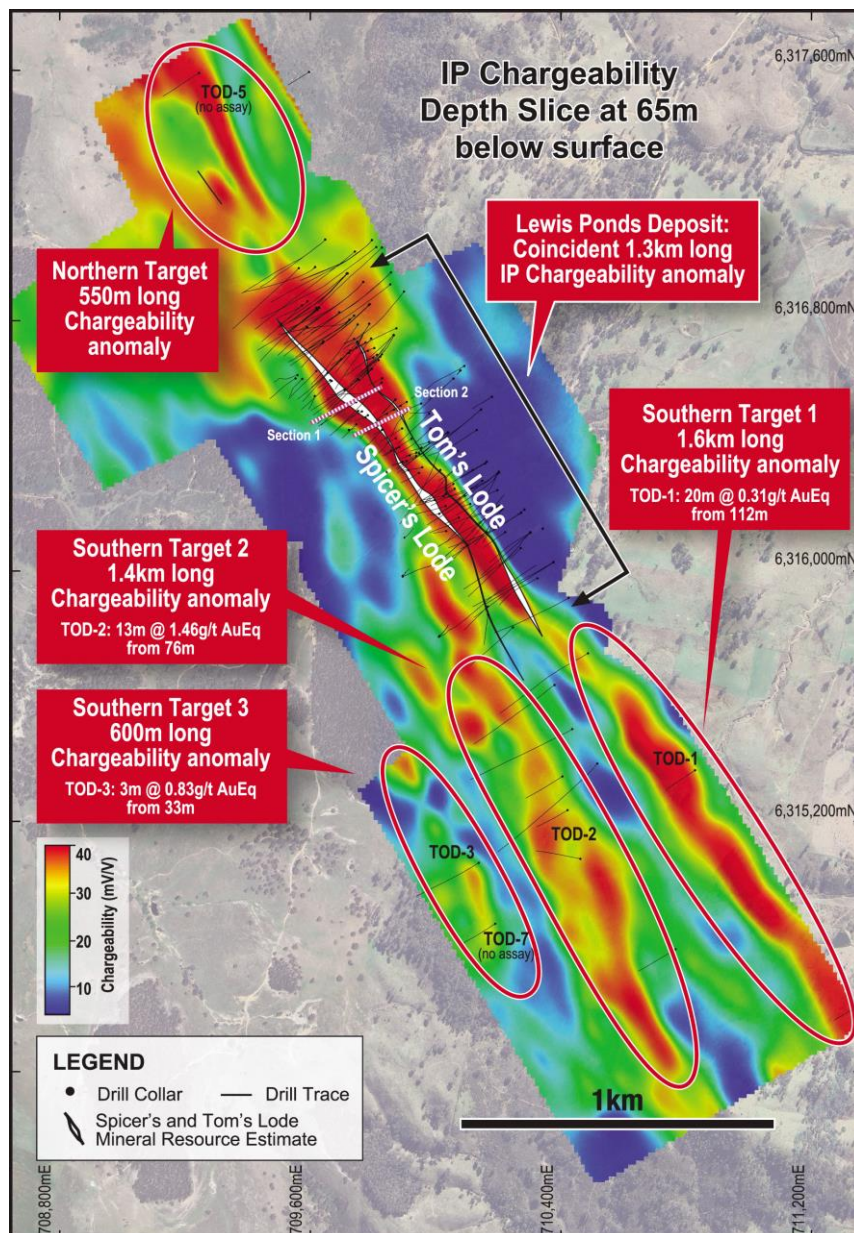 IP Chargeability
Depth Slice at 65m
below surface
6,317,600mN
TOD-5
(no assay)
Northern Target
550m long
Chargeability
anomaly
Lewis Ponds Deposit:
Coincident 1.3km long
IP Chargeability anomaly
6,316,800mN
Section 1
Section 2
Tom's Lode
Spicer's Lode
Southern Target 1
1.6km long
Chargeability anomaly
TOD-1: 20m @ 0.31g/t AuEq
from 112m
6,316,000mN
Southern Target 2
1.4km long
Chargeability anomaly
TOD-2: 13m @ 1.46g/t AuEq
from 76m
Southern Target 3
600m long
Chargeability anomaly
TOD-3: 3m @ 0.83g/t AuEq
from 33m
TOD-1
6,315,200mN
TOD-2
TOD-3
TOD-7
(no assay)
40
30
20
10
Chargeability (mV/V)
LEGEND
Drill Collar
Drill Trace
Spicer's and Tom's Lode
Mineral Resource Estimate
1km
708,800mE
709,600mE
710,400mE
711,200mE